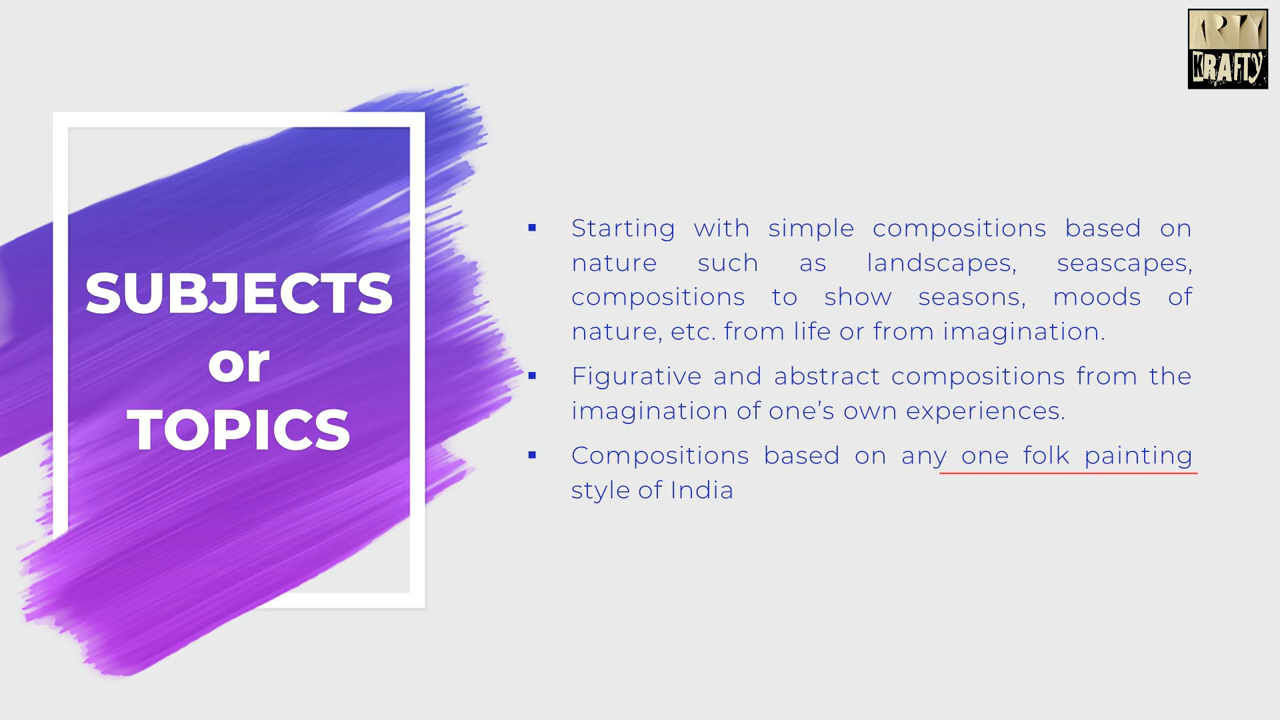 ARTY
KRAFTY
SUBJECTS
or
TOPICS
▪ Starting with simple compositions based on
nature such as landscapes, seascapes,
compositions to show seasons, moods of
nature, etc. from life or from imagination.
▪ Figurative and abstract compositions from the
imagination of one’s own experiences.
▪ Compositions based on any one folk painting
style of India